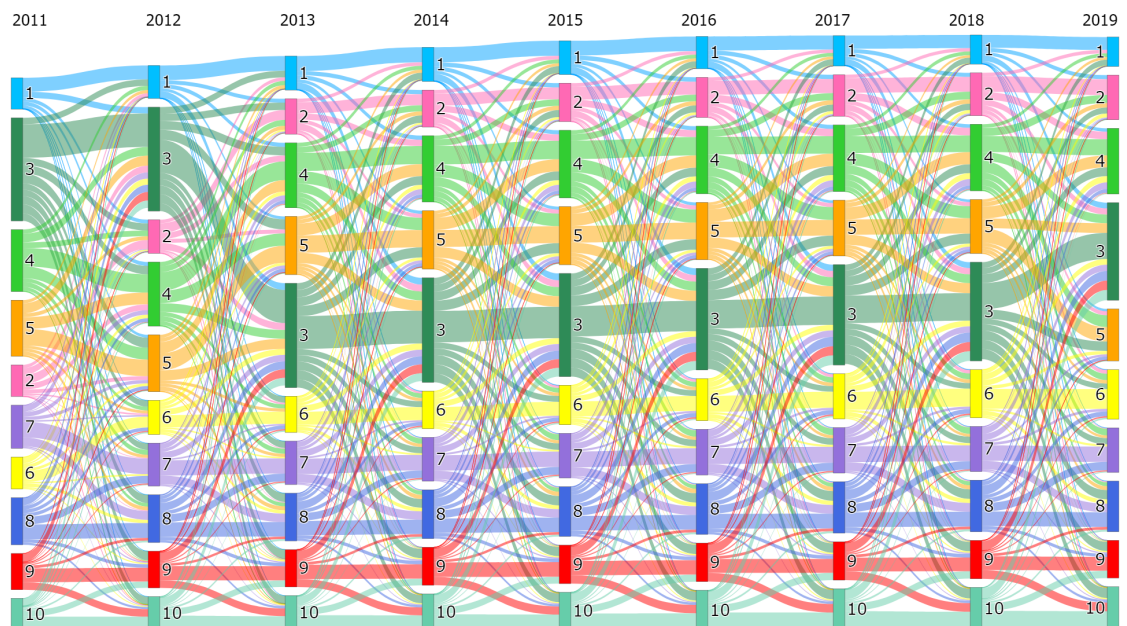 2011 2012 2013 2014 2015 2016 2017 2018 2019
1 1 1 1 1 1 1 1 1
3 3 2 2 2 2 2 2 2
4 2 4 4 4 4 4 4 4
5 4 5 5 5 5 5 5 3
2 5 3 3 3 3 3 3 5
7 6 6 6 6 6 6 6 6
6 7 7 7 7 7 7 7 7
8 8 8 8 8 8 8 8 8
9 9 9 9 9 9 9 9 9
10 10 10 10 10 10 10 10 10